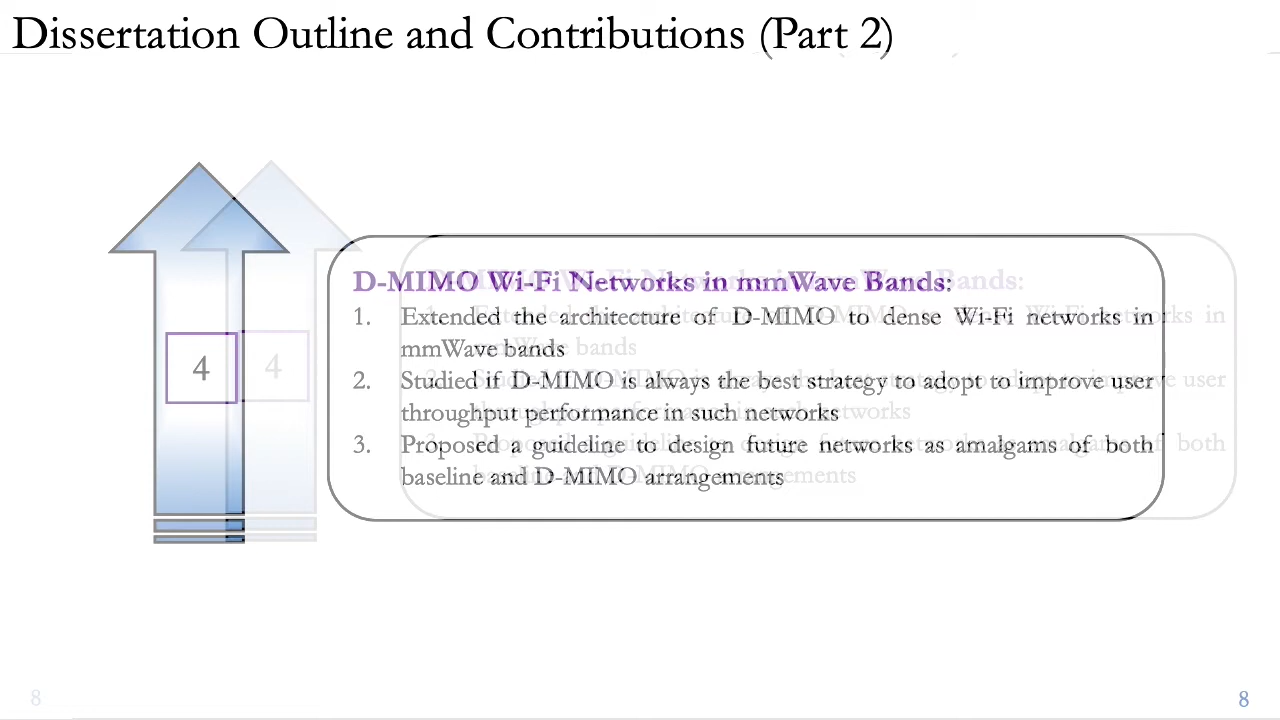 Dissertation Outline and Contributions (Part 2)
4
4
D-MIMO Wi-Fi Networks in mmWave Bands:
1. Extended the architecture of D-MIMO to dense Wi-Fi networks in
mmWave bands
2. Studied if D-MIMO is always the best strategy to adopt to improve user
throughput performance in such networks
3. Proposed a guideline to design future networks as amalgams of both
baseline and D-MIMO arrangements
8
8